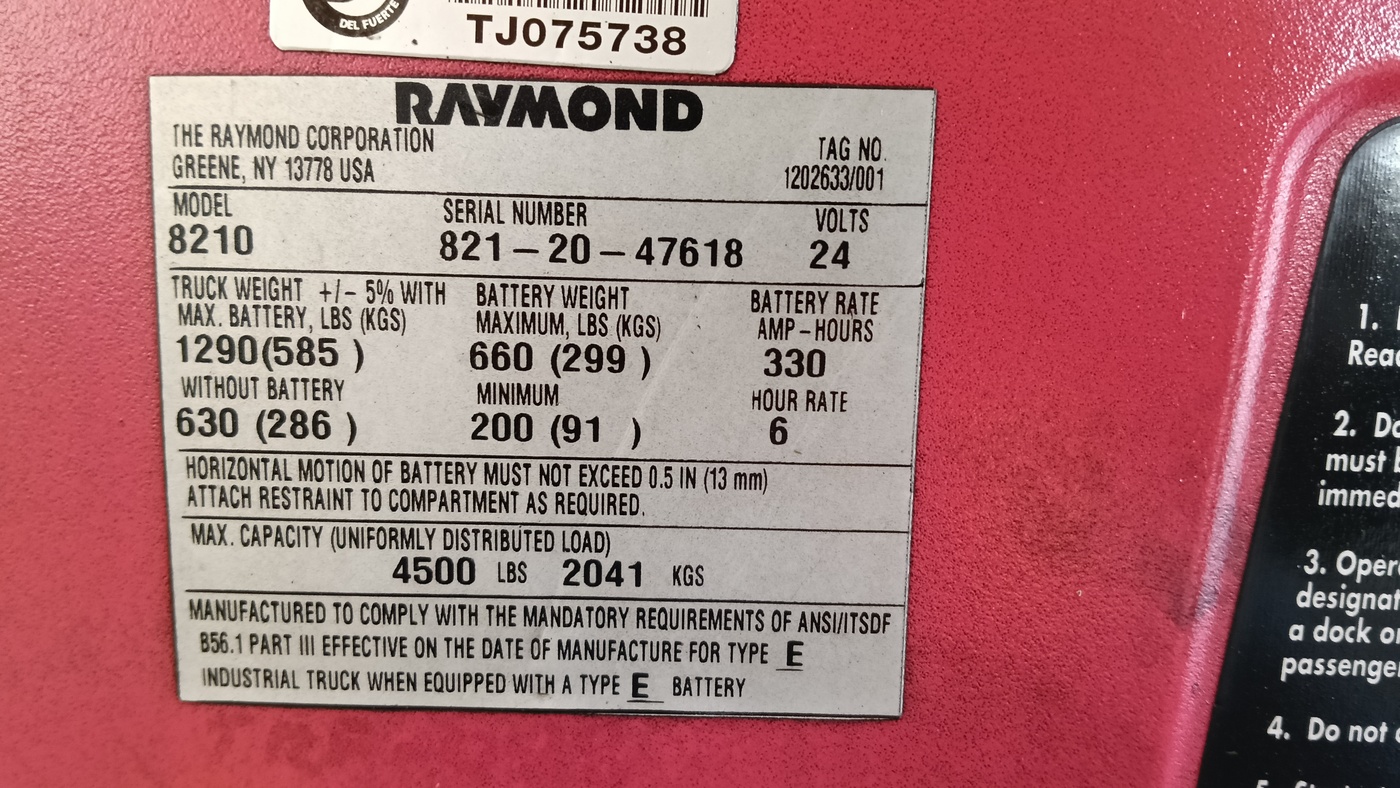 DEL FUERTE
TJ075738
RAYMOND
THE RAYMOND CORPORATION
GREENE, NY 13778 USA
TAG NO.
1202633/001
MODEL SERIAL NUMBER VOLTS
8210 821-20-47618 24
TRUCK WEIGHT +/- 5% WITH BATTERY WEIGHT BATTERY RATE
MAX. BATTERY, LBS (KGS) MAXIMUM, LBS (KGS) AMP-HOURS
1290(585 ) 660 (299 ) 330
WITHOUT BATTERY MINIMUM HOUR RATE
630 (286 ) 200 (91 ) 6
HORIZONTAL MOTION OF BATTERY MUST NOT EXCEED 0.5 IN (13 mm)
ATTACH RESTRAINT TO COMPARTMENT AS REQUIRED.
MAX. CAPACITY (UNIFORMLY DISTRIBUTED LOAD)
4500 LBS 2041 KGS
MANUFACTURED TO COMPLY WITH THE MANDATORY REQUIREMENTS OF ANSI/ITSDF
B56.1 PART III EFFECTIVE ON THE DATE OF MANUFACTURE FOR TYPE E
INDUSTRIAL TRUCK WHEN EQUIPPED WITH A TYPE E BATTERY
1.
2.
must
3.
a dock
4. Do not